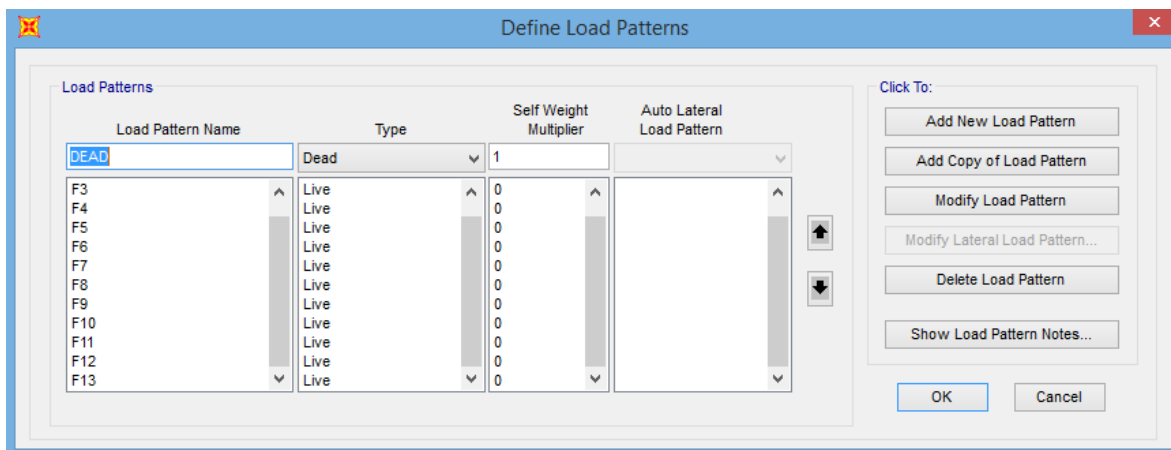 Define Load Patterns
Load Patterns
Load Pattern Name Type Self Weight Multiplier Auto Lateral Load Pattern
DEAD Dead 1
F3 Live 0
F4 Live 0
F5 Live 0
F6 Live 0
F7 Live 0
F8 Live 0
F9 Live 0
F10 Live 0
F11 Live 0
F12 Live 0
F13 Live 0
Click To:
Add New Load Pattern
Add Copy of Load Pattern
Modify Load Pattern
Modify Lateral Load Pattern...
Delete Load Pattern
Show Load Pattern Notes...
OK Cancel